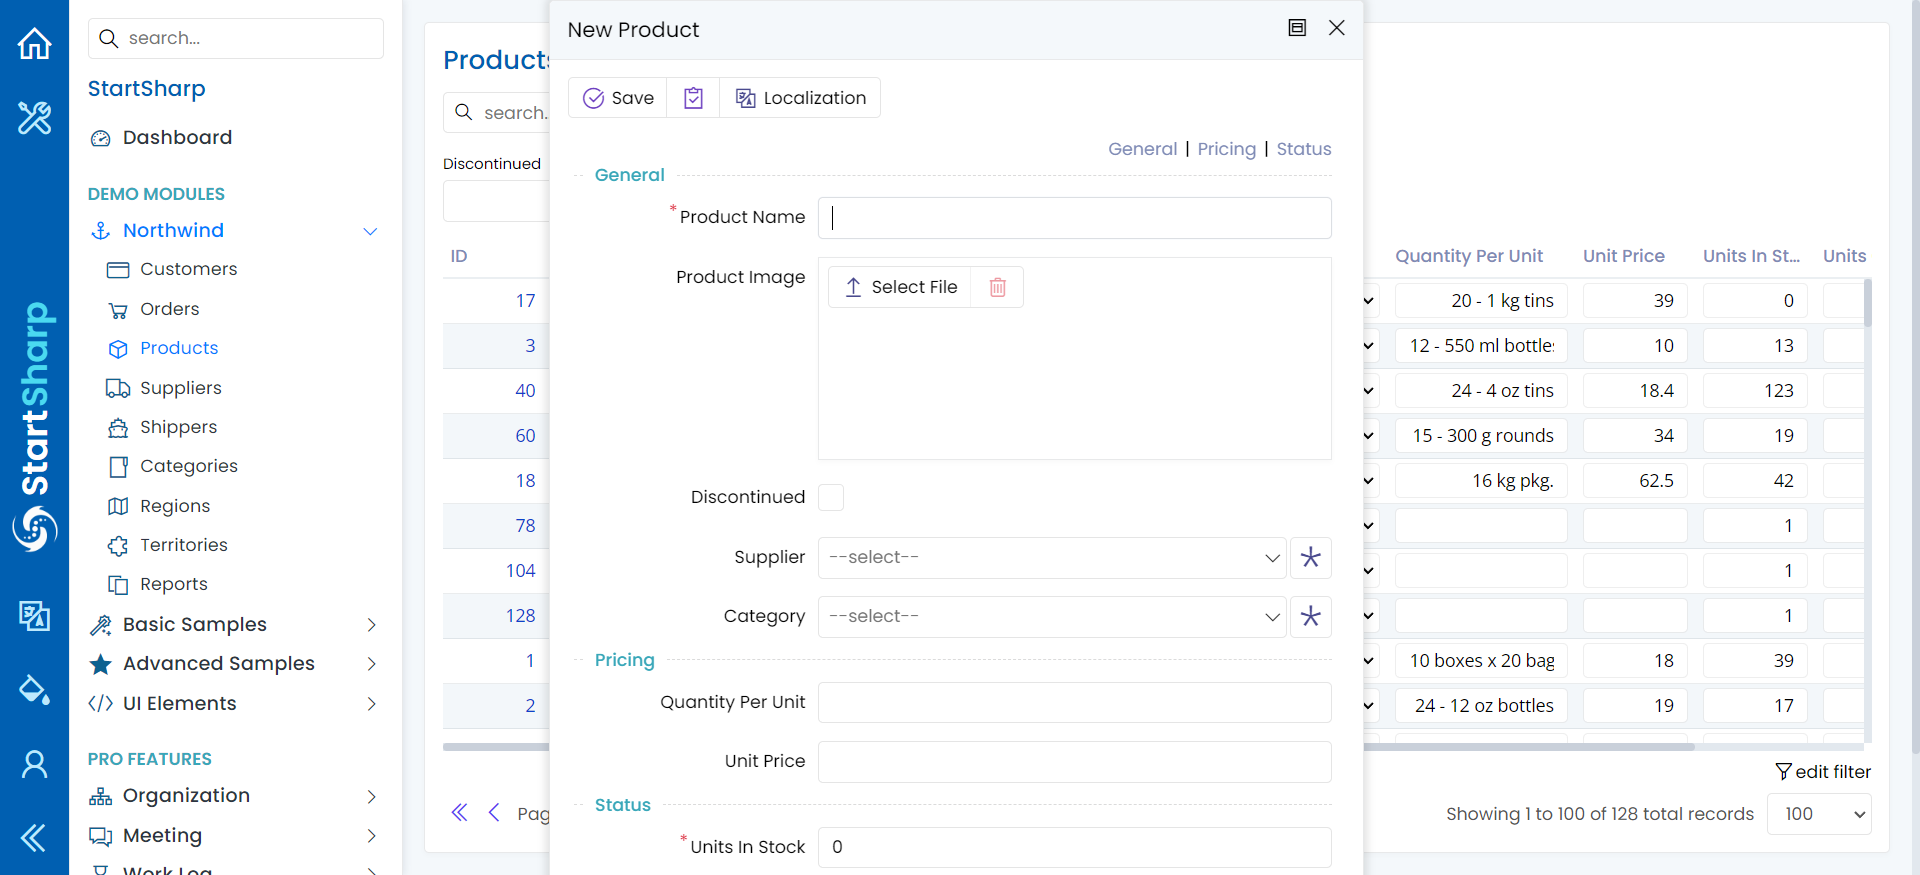 StartSharp
search...
StartSharp
Dashboard
DEMO MODULES
Northwind
Customers
Orders
Products
Suppliers
Shippers
Categories
Regions
Territories
Reports
Basic Samples
Advanced Samples
UI Elements
PRO FEATURES
Organization
Meeting
Work Log
Products
search.
Discontinued
ID
17
3
40
60
18
78
104
128
1
2
Pag
New Product
Save
Localization
General | Pricing | Status
General
* Product Name
Product Image
Select File
Discontinued
Supplier --select--
Category --select--
Pricing
Quantity Per Unit
Unit Price
Status
* Units In Stock 0
Quantity Per Unit Unit Price Units In St... Units
20 - 1 kg tins 39 0
12 - 550 ml bottles 10 13
24 - 4 oz tins 18.4 123
15 - 300 g rounds 34 19
16 kg pkg. 62.5 42
1
1
1
10 boxes x 20 bag 18 39
24 - 12 oz bottles 19 17
edit filter
Showing 1 to 100 of 128 total records 100